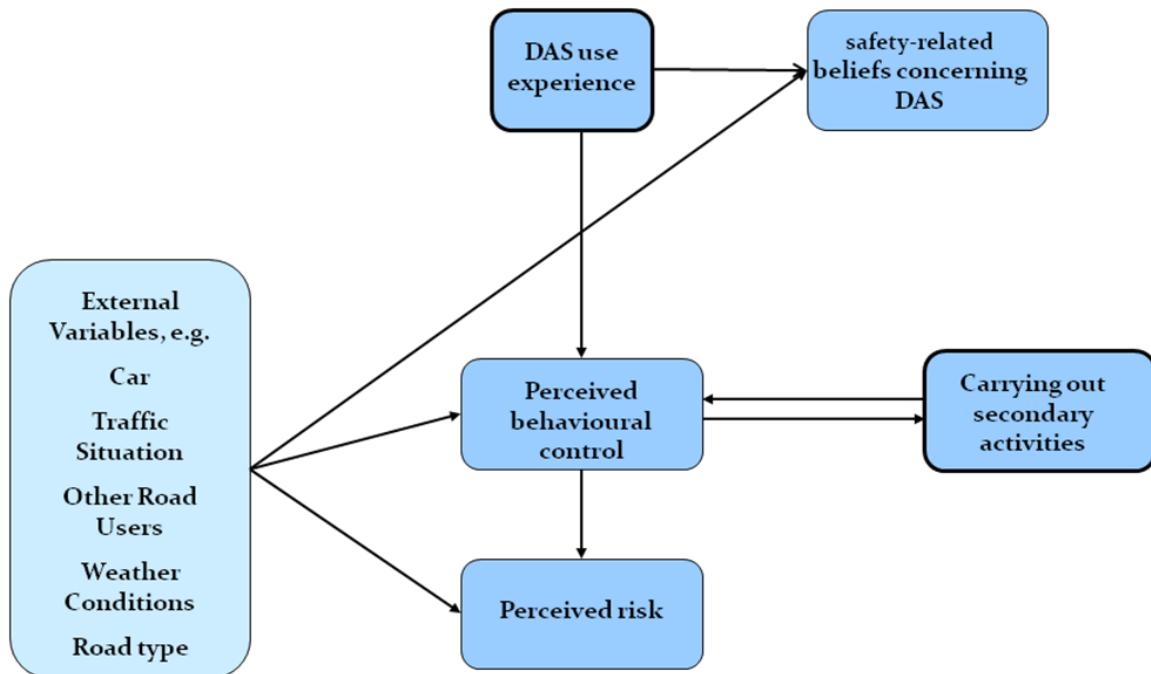 DAS use
experience
safety-related
beliefs concerning
DAS
External
Variables, e.g.
Car
Traffic
Situation
Other Road
Users
Weather
Conditions
Road type
Perceived
behavioural
control
Carrying out
secondary
activities
Perceived risk